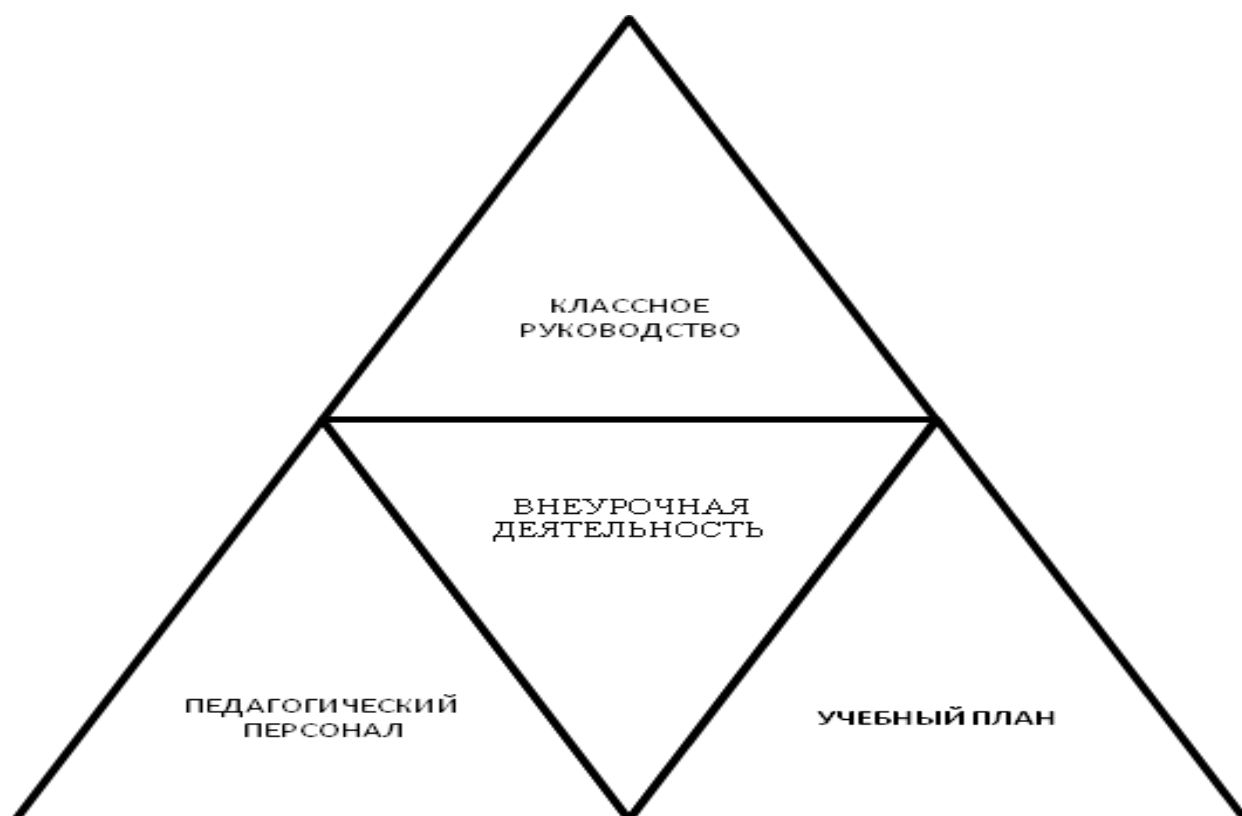 КЛАССНОЕ
РУКОВОДСТВО
ВНЕУРОЧНАЯ
ДЕЯТЕЛЬНОСТЬ
ПЕДАГОГИЧЕСКИЙ
ПЕРСОНАЛ
УЧЕБНЫЙ ПЛАН